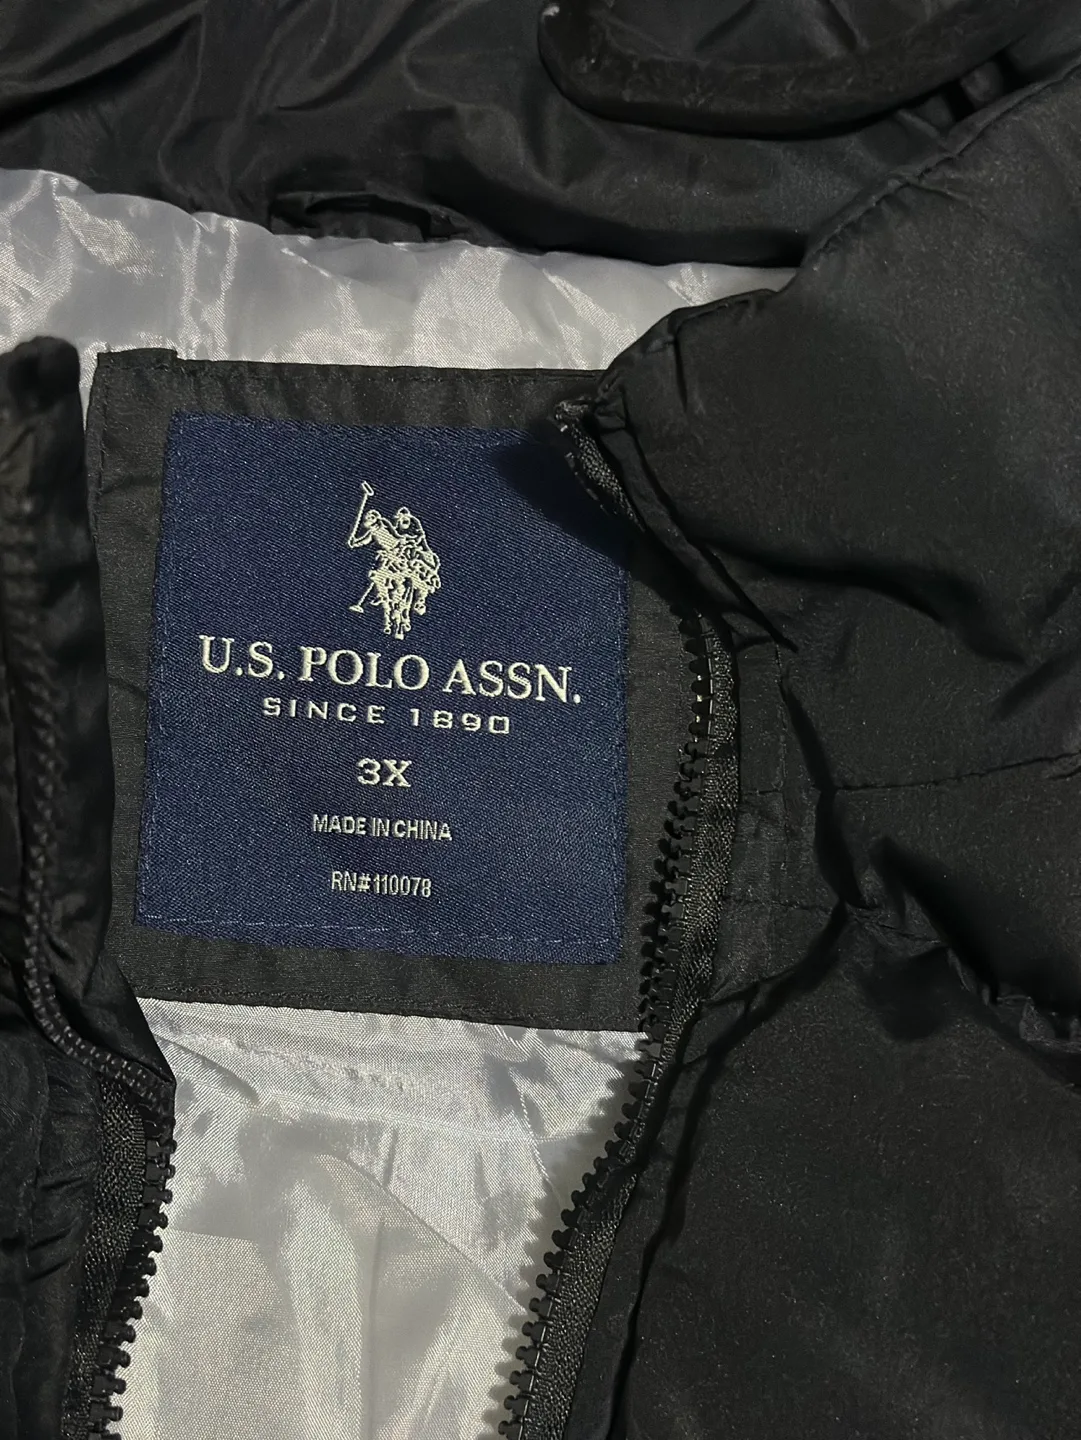 U.S. POLO ASSN.
SINCE 1890
3X
MADE IN CHINA
RN#110078